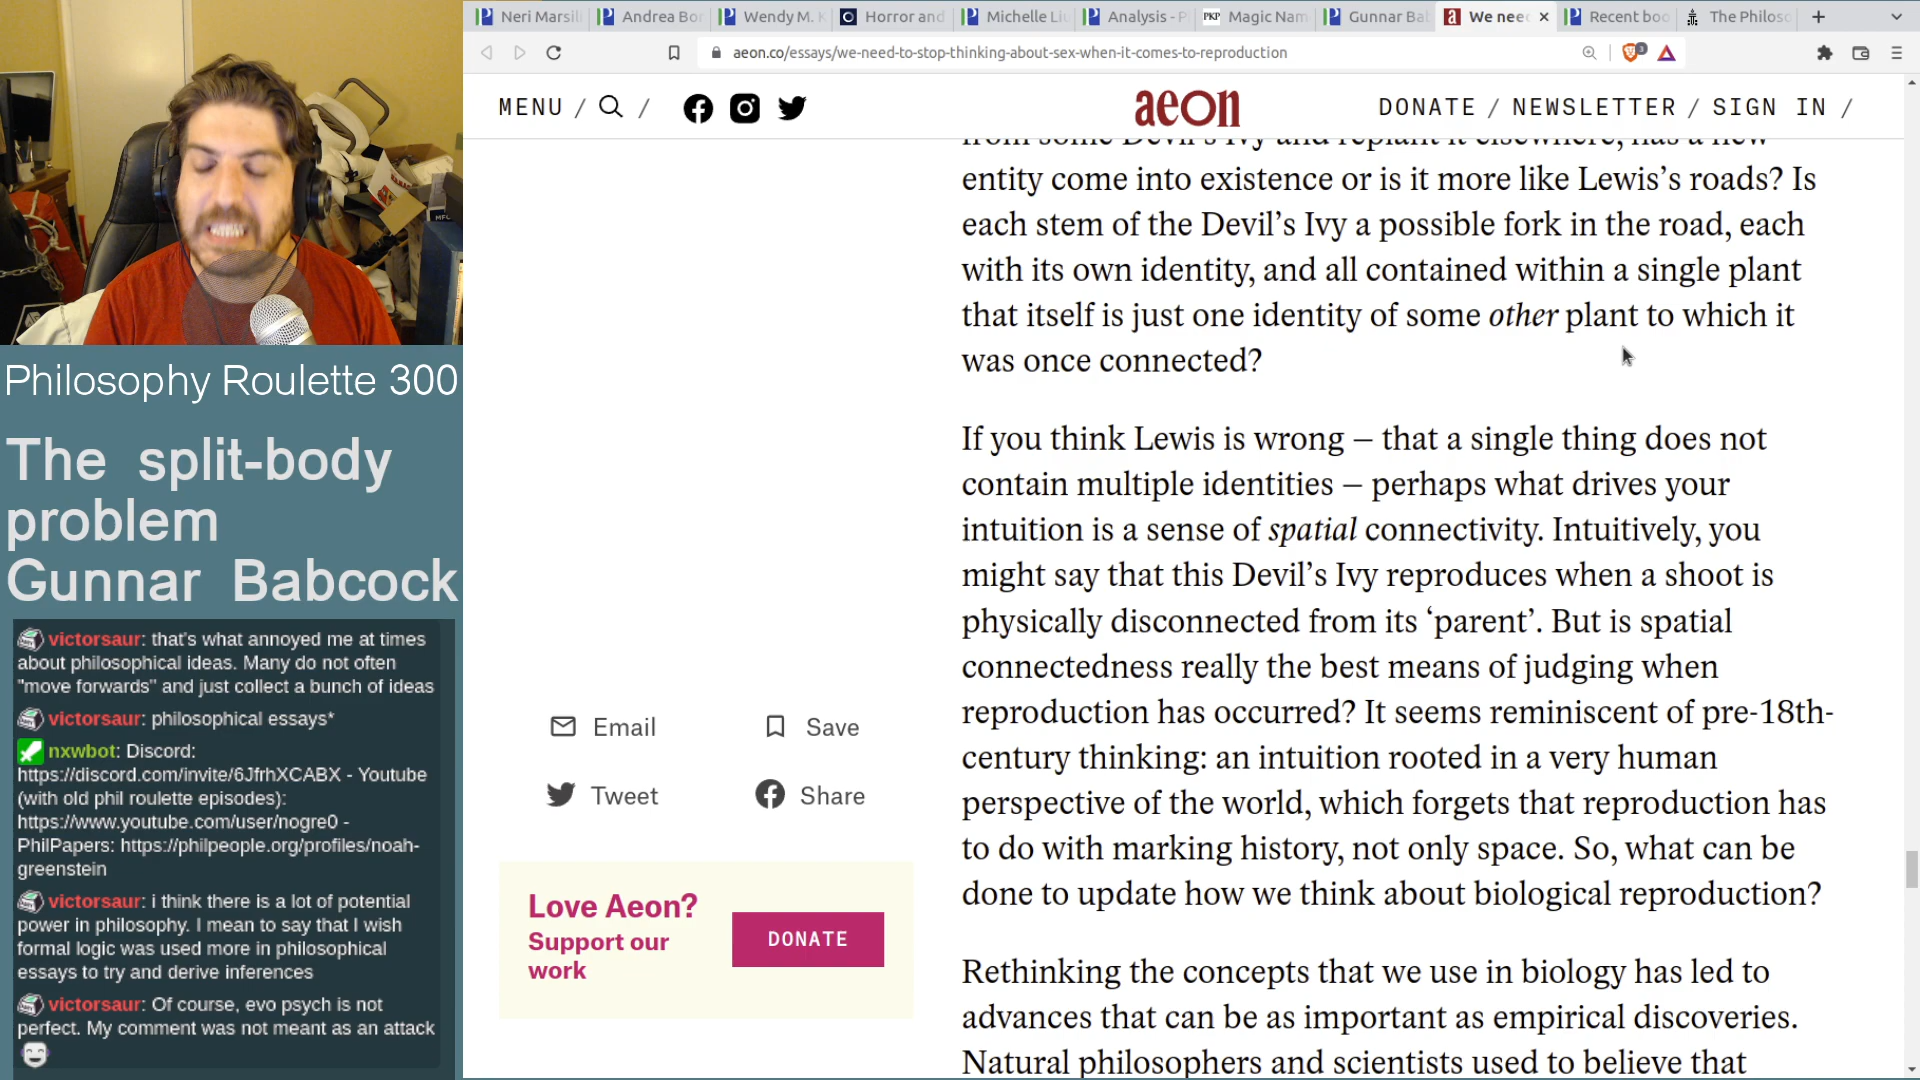 Neri Marsil
Andrea Bor
Wendy M. K
Horror and
Michelle Liu
Analysis - P
PKP Magic Nam
Gunnar Bab
We nee
Recent boo
The Philoso
aeon.co/essays/we-need-to-stop-thinking-about-sex-when-it-comes-to-reproduction
MENU /
/
aeon
DONATE / NEWSLETTER / SIGN IN /
from some Devil's Ivy and replant it elsewhere, has a new
entity come into existence or is it more like Lewis's roads? Is
each stem of the Devil's Ivy a possible fork in the road, each
with its own identity, and all contained within a single plant
that itself is just one identity of some other plant to which it
was once connected?
If you think Lewis is wrong – that a single thing does not
contain multiple identities – perhaps what drives your
intuition is a sense of spatial connectivity. Intuitively, you
might say that this Devil's Ivy reproduces when a shoot is
physically disconnected from its 'parent'. But is spatial
connectedness really the best means of judging when
reproduction has occurred? It seems reminiscent of pre-18th-
century thinking: an intuition rooted in a very human
perspective of the world, which forgets that reproduction has
to do with marking history, not only space. So, what can be
done to update how we think about biological reproduction?
Rethinking the concepts that we use in biology has led to
advances that can be as important as empirical discoveries.
Natural philosophers and scientists used to believe that
Email
Save
Tweet
Share
Love Aeon?
Support our
work
DONATE
Philosophy Roulette 300
The split-body
problem
Gunnar Babcock
victorsaur: that's what annoyed me at times
about philosophical ideas. Many do not often
"move forwards" and just collect a bunch of ideas
victorsaur: philosophical essays*
nxwbot: Discord:
https://discord.com/invite/6JfrhXCABX - Youtube
(with old phil roulette episodes):
https://www.youtube.com/user/nogre0 -
PhilPapers: https://philpeople.org/profiles/noah-
greenstein
victorsaur: i think there is a lot of potential
power in philosophy. I mean to say that I wish
formal logic was used more in philosophical
essays to try and derive inferences
victorsaur: Of course, evo psych is not
perfect. My comment was not meant as an attack